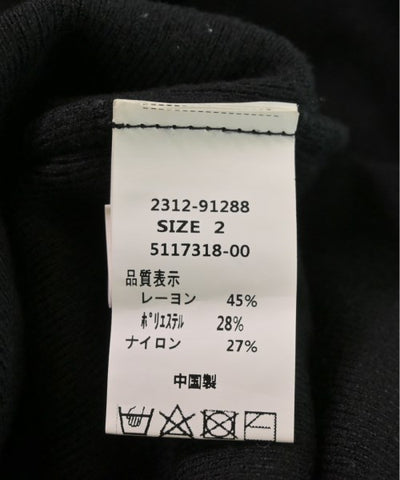 2312-91288
SIZE 2
5117318-00
品質表示
レーヨン 45%
ﾎﾟﾘｴｽﾃﾙ 28%
ナイロン 27%
中国製